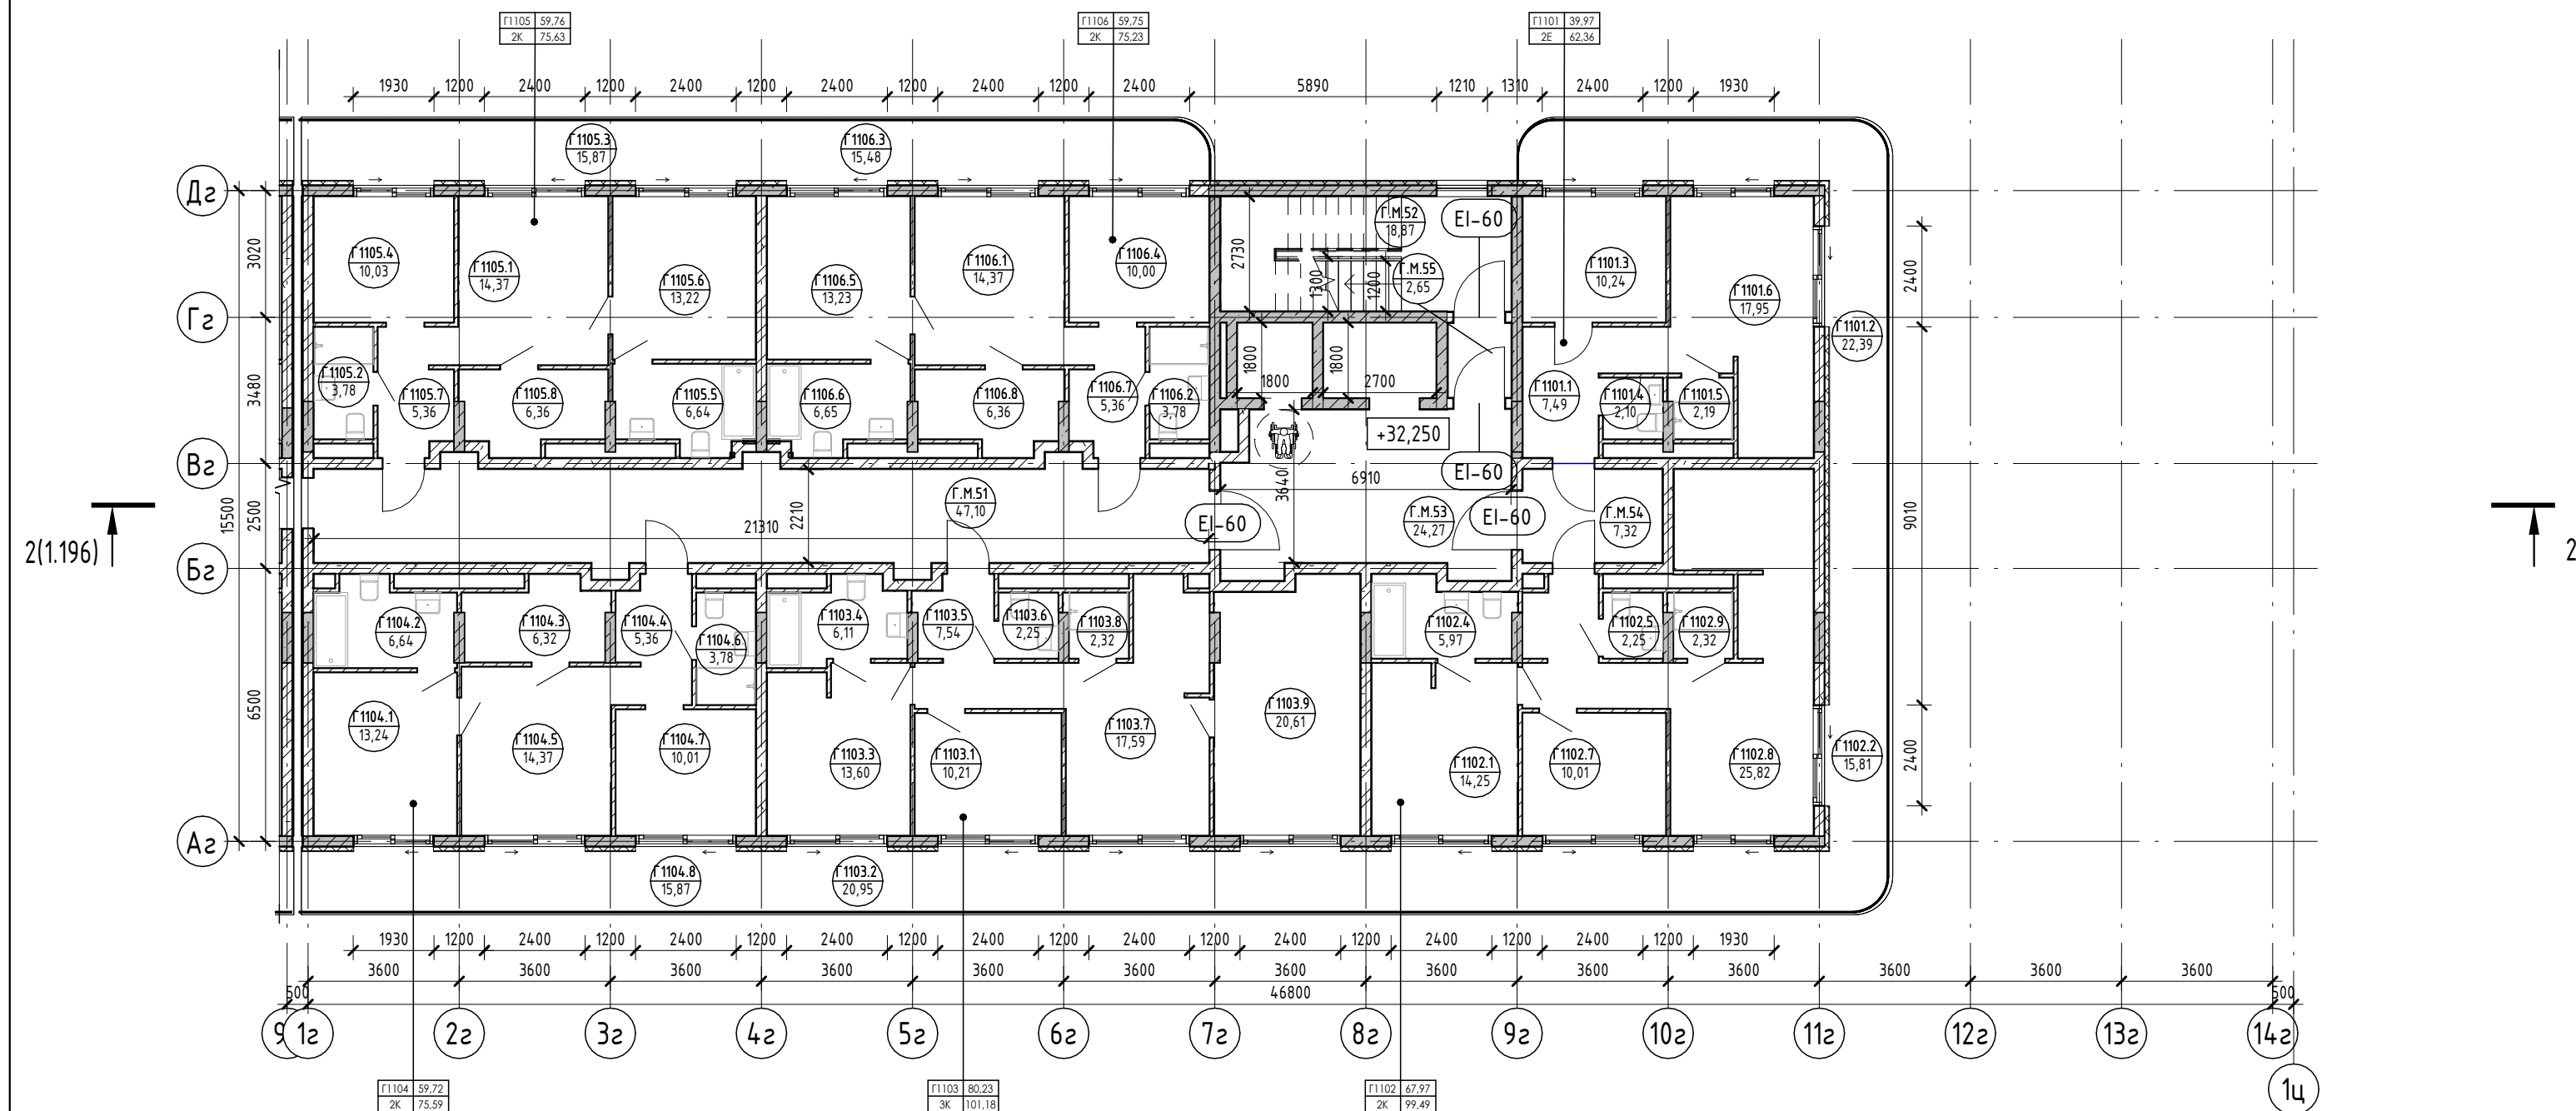 Г1105 59,76
2К 75,63
Г1106 59,75
2К 75,23
Г1101 39,97
2Е 62,36
1930 1200 2400 1200 2400 1200 2400 1200 2400 1200 2400 5890 1210 1310 2400 1200 1930
Г1105.3
15,87
Г1106.3
15,48
Дг
Гг
Вг
Бг
Аг
3020
3480
2500
6500
15500
Г1105.4
10,03
Г1105.1
14,37
Г1105.6
13,22
Г1106.5
13,23
Г1106.1
14,37
Г1106.4
10,00
Г.М.52
18,87
EI-60
Г.М.55
2,65
2730
1300
1200
Г1101.3
10,24
Г1101.6
17,95
Г1101.2
22,39
2400
Г1105.2
3,78
Г1105.7
5,36
Г1105.8
6,36
Г1105.5
6,64
Г1106.6
6,65
Г1106.8
6,36
Г1106.7
5,36
Г1106.2
3,78
1800
1800
1800
2700
Г1101.1
7,49
Г1101.4
2,10
Г1101.5
2,19
+32,250
EI-60
6910
3640
21310
2210
Г.М.51
47,10
EI-60
Г.М.53
24,27
EI-60
Г.М.54
7,32
9010
2(1.196)
2
Г1104.2
6,64
Г1104.3
6,32
Г1104.4
5,36
Г1104.6
3,78
Г1103.4
6,11
Г1103.5
7,54
Г1103.6
2,25
Г1103.8
2,32
Г1102.4
5,97
Г1102.5
2,25
Г1102.9
2,32
Г1104.1
13,24
Г1104.5
14,37
Г1104.7
10,01
Г1103.3
13,60
Г1103.1
10,21
Г1103.7
17,59
Г1103.9
20,61
Г1102.1
14,25
Г1102.7
10,01
Г1102.8
25,82
Г1102.2
15,81
2400
Г1104.8
15,87
Г1103.2
20,95
1930 1200 2400 1200 2400 1200 2400 1200 2400 1200 2400 1200 2400 1200 2400 1200 2400 1200 1930
3600 3600 3600 3600 3600 3600 3600 3600 3600 3600 3600 3600 3600
500 46800 500
9 1г 2г 3г 4г 5г 6г 7г 8г 9г 10г 11г 12г 13г 14г
1ц
Г1104 59,72
2К 75,59
Г1103 80,23
3К 101,18
Г1102 67,97
2К 99,49